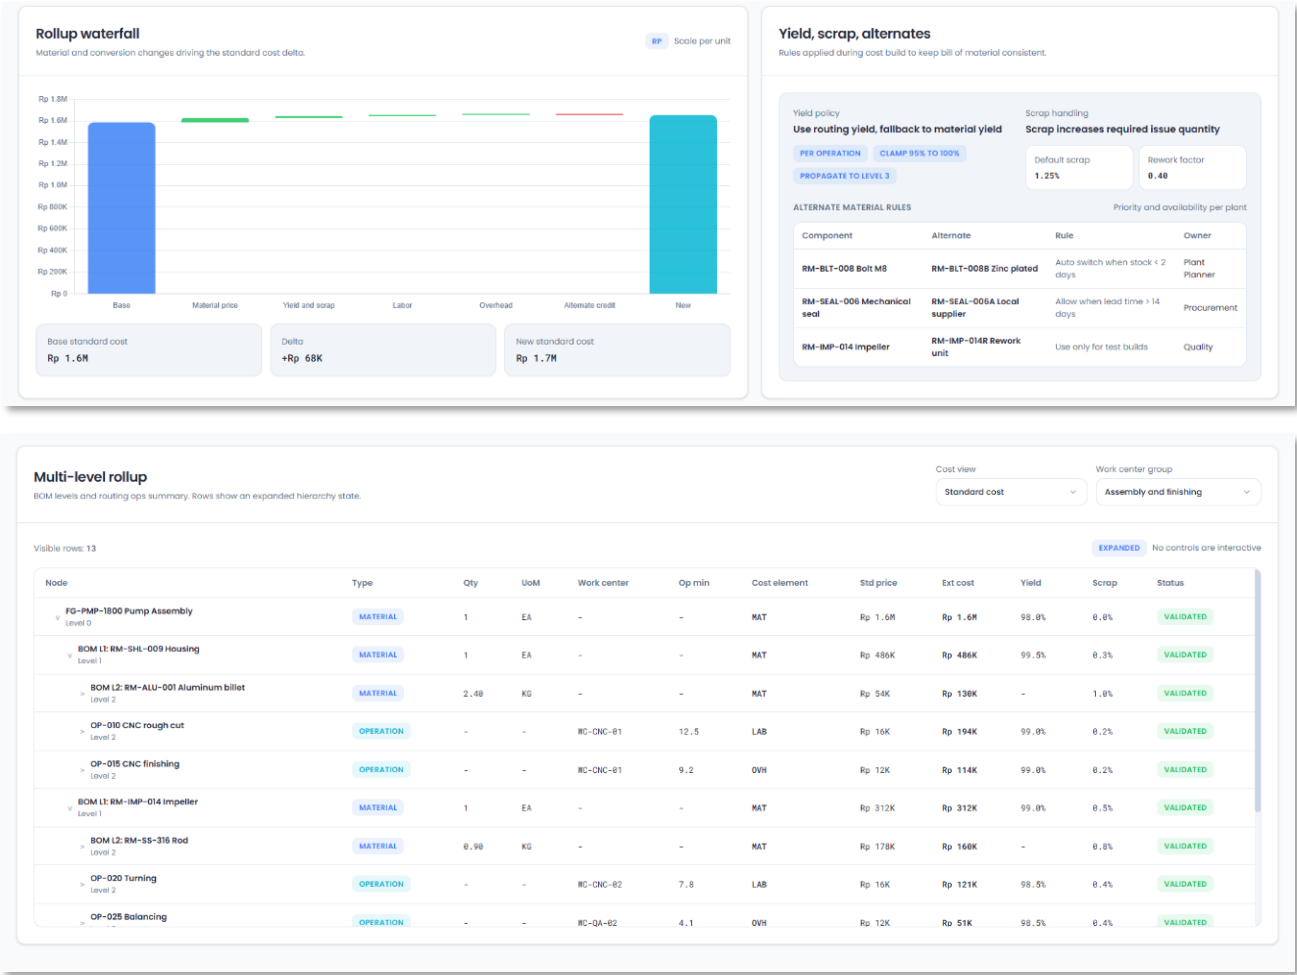 Rollup waterfall
Material and conversion changes driving the standard cost delta.
RP Scale per unit
Rp 1.8M
Rp 1.6M
Rp 1.4M
Rp 1.2M
Rp 1.0M
Rp 800K
Rp 600K
Rp 400K
Rp 200K
Rp 0
Base Material price Yield and scrap Labor Overhead Alternate credit New
Base standard cost
Rp 1.6M
Delta
+Rp 68K
New standard cost
Rp 1.7M
Yield, scrap, alternates
Rules applied during cost build to keep bill of material consistent.
Yield policy
Use routing yield, fallback to material yield
PER OPERATION CLAMP 95% TO 100%
PROPAGATE TO LEVEL 3
Scrap handling
Scrap increases required issue quantity
Default scrap
1.25%
Rework factor
0.40
ALTERNATE MATERIAL RULES Priority and availability per plant
Component Alternate Rule Owner
RM-BLT-008 Bolt M8 RM-BLT-008B Zinc plated Auto switch when stock < 2
days Plant
Planner
RM-SEAL-006 Mechanical
seal RM-SEAL-006A Local
supplier Allow when lead time > 14
days Procurement
RM-IMP-014 Impeller RM-IMP-014R Rework
unit Use only for test builds Quality
Multi-level rollup
BOM levels and routing ops summary. Rows show an expanded hierarchy state.
Cost view
Standard cost
Work center group
Assembly and finishing
Visible rows: 13
EXPANDED No controls are interactive
Node Type Qty UoM Work center Op min Cost element Std price Ext cost Yield Scrap Status
FG-PMP-1800 Pump Assembly
Level 0
MATERIAL 1 EA - - MAT Rp 1.6M Rp 1.6M 98.0% 0.0% VALIDATED
BOM L1: RM-SHL-009 Housing
Level 1
MATERIAL 1 EA - - MAT Rp 486K Rp 486K 99.5% 0.3% VALIDATED
BOM L2: RM-ALU-001 Aluminum billet
Level 2
MATERIAL 2.40 KG - - MAT Rp 54K Rp 130K - 1.0% VALIDATED
OP-010 CNC rough cut
Level 2
OPERATION - - WC-CNC-01 12.5 LAB Rp 16K Rp 194K 99.0% 0.2% VALIDATED
OP-015 CNC finishing
Level 2
OPERATION - - WC-CNC-01 9.2 OVH Rp 12K Rp 114K 99.0% 0.2% VALIDATED
BOM L1: RM-IMP-014 Impeller
Level 1
MATERIAL 1 EA - - MAT Rp 312K Rp 312K 99.0% 0.5% VALIDATED
BOM L2: RM-SS-316 Rod
Level 2
MATERIAL 0.90 KG - - MAT Rp 178K Rp 160K - 0.8% VALIDATED
OP-020 Turning
Level 2
OPERATION - - WC-CNC-02 7.8 LAB Rp 16K Rp 121K 98.5% 0.4% VALIDATED
OP-025 Balancing
OPERATION - - WC-QA-02 4.1 OVH Rp 12K Rp 51K 98.5% 0.4% VALIDATED